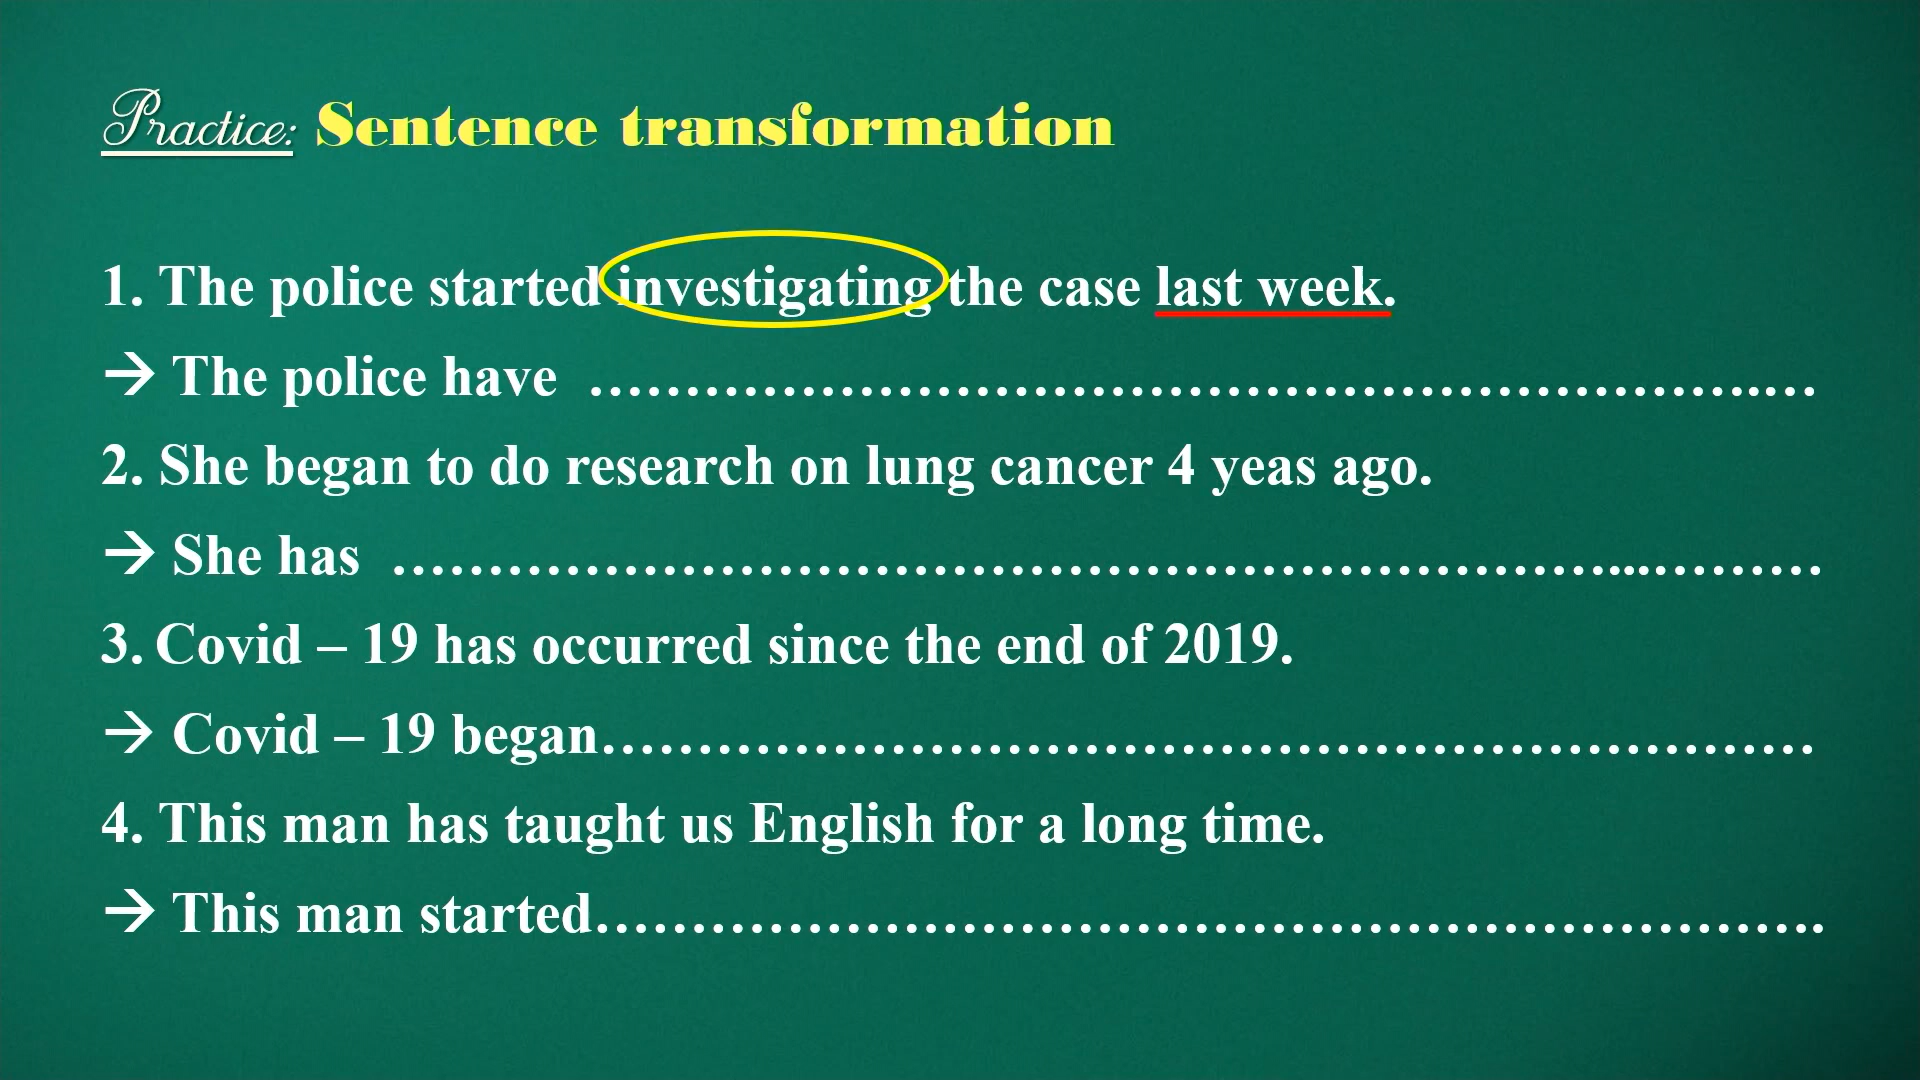 Practice: Sentence transformation
1. The police started investigating the case last week.
→ The police have ……………………………………………………….…
2. She began to do research on lung cancer 4 yeas ago.
→ She has ……………………………………………………...………
3. Covid – 19 has occurred since the end of 2019.
→ Covid – 19 began………………………………………………………
4. This man has taught us English for a long time.
→ This man started……………………………………………………….